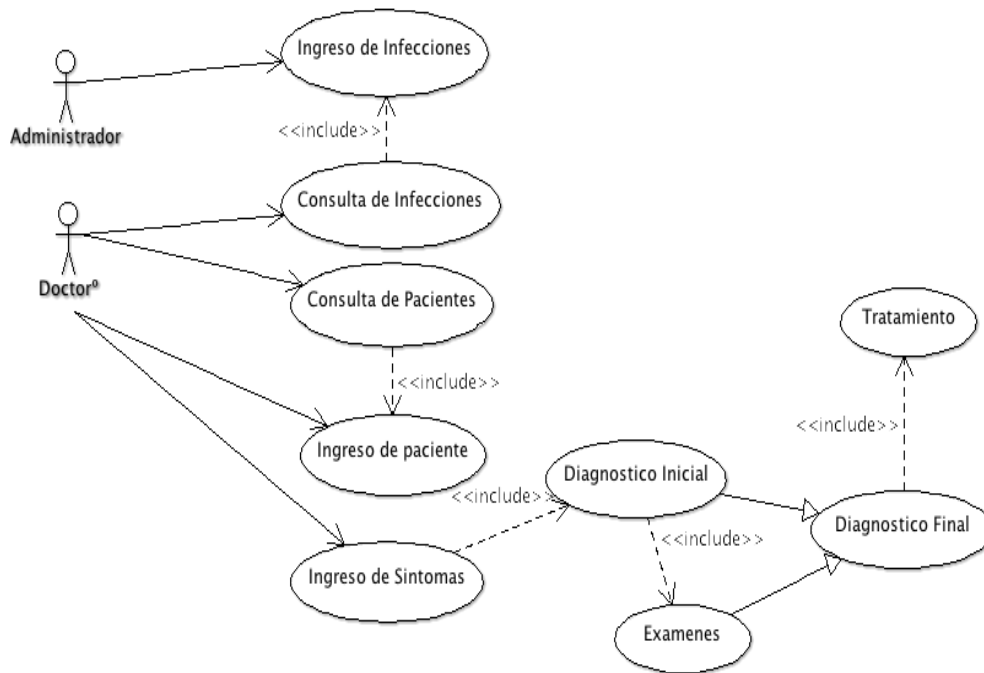 Ingreso de Infecciones
Administrador
<<include>>
Consulta de Infecciones
Doctorº
Consulta de Pacientes
Tratamiento
<<include>>
<<include>>
Ingreso de paciente
Diagnostico Inicial
<<include>>
Diagnostico Final
<<include>>
Ingreso de Sintomas
Examenes